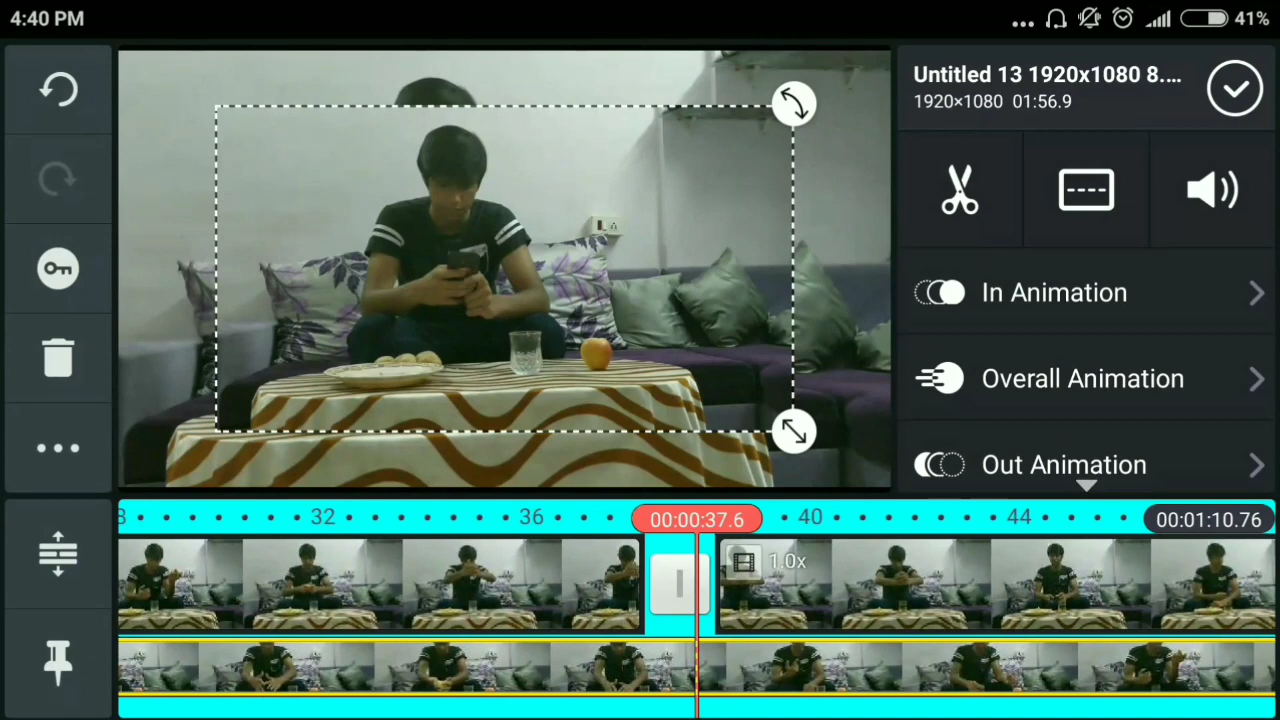 4:40 PM
41%
Untitled 13 1920x1080 8....
1920×1080 01:56.9
In Animation
Overall Animation
Out Animation
8 32 36 00:00:37.6 40 44 00:01:10.76
1.0x